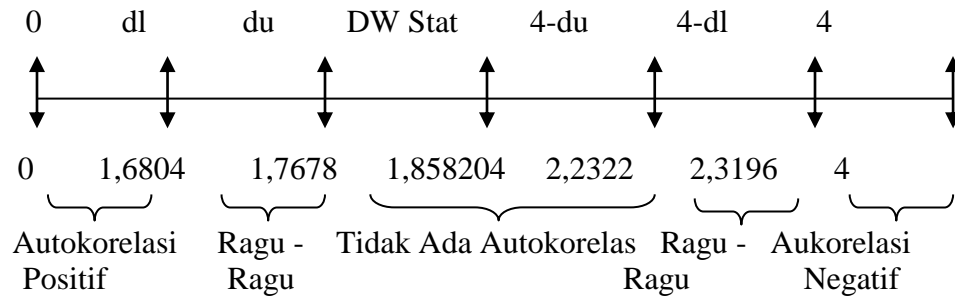 0 dl du DW Stat 4-du 4-dl 4
0 1,6804 1,7678 1,858204 2,2322 2,3196 4
Autokorelasi Ragu - Tidak Ada Autokorelas Ragu - Aukorelasi
Positif Ragu Ragu Negatif